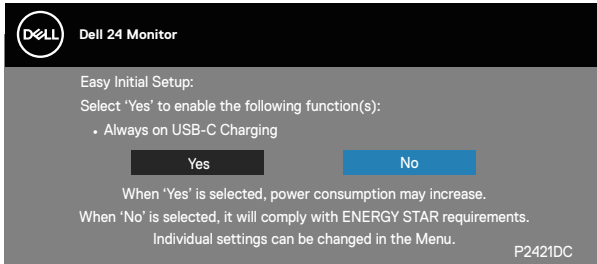 DELL Dell 24 Monitor
Easy Initial Setup:
Select ‘Yes’ to enable the following function(s):
• Always on USB-C Charging
Yes No
When ‘Yes’ is selected, power consumption may increase.
When ‘No’ is selected, it will comply with ENERGY STAR requirements.
Individual settings can be changed in the Menu.
P2421DC